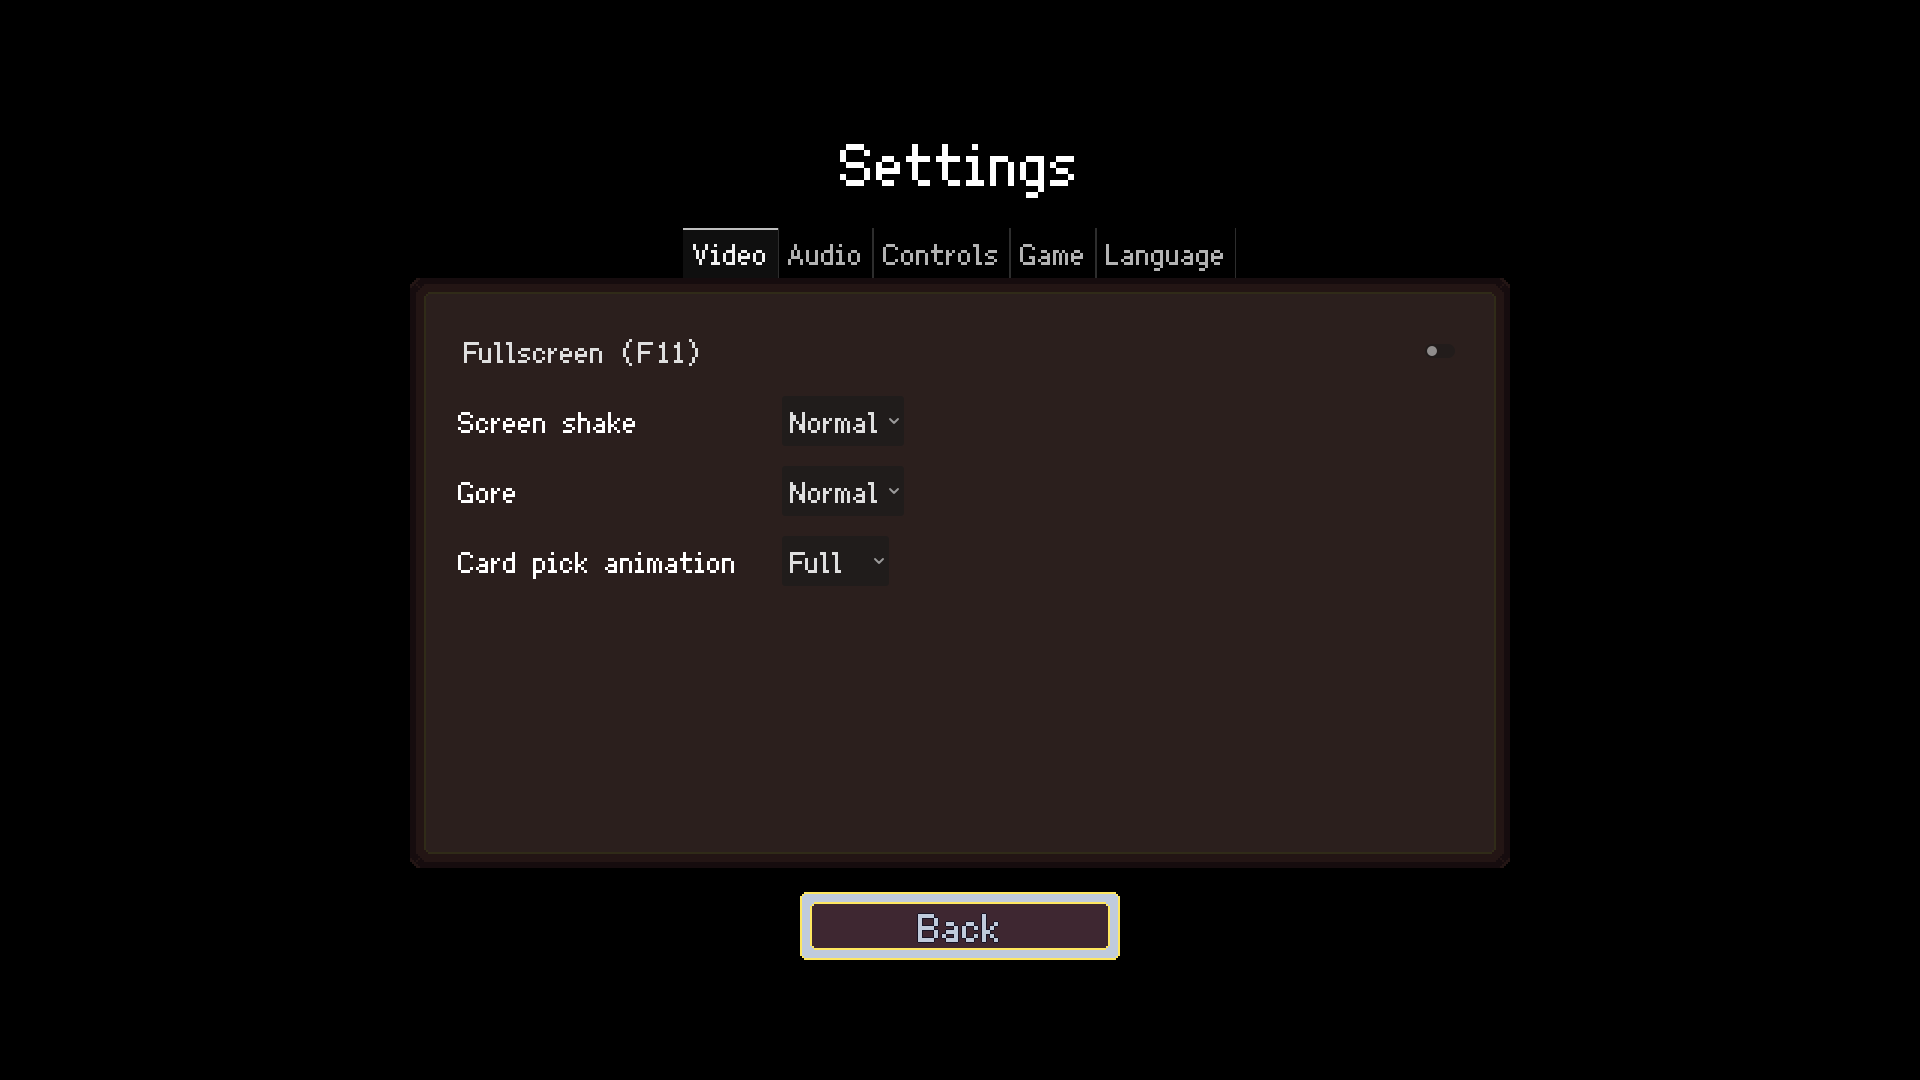 Settings
Video Audio Controls Game Language
Fullscreen (F11)
Screen shake Normal
Gore Normal
Card pick animation Full
Back